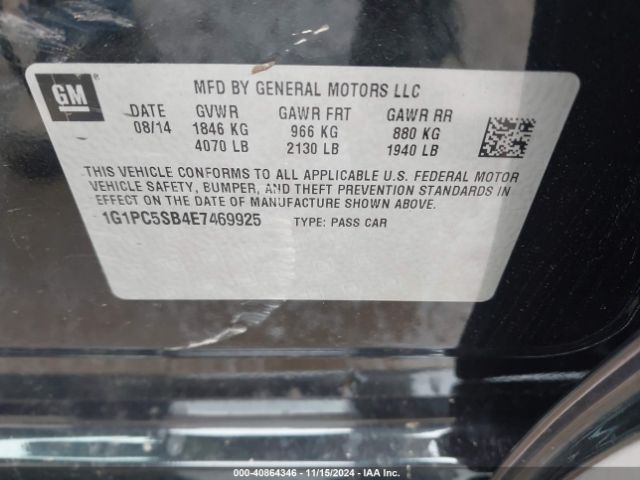 GM
MFD BY GENERAL MOTORS LLC
DATE GVWR GAWR FRT GAWR RR
08/14 1846 KG 966 KG 880 KG
4070 LB 2130 LB 1940 LB
THIS VEHICLE CONFORMS TO ALL APPLICABLE U.S. FEDERAL MOTOR
VEHICLE SAFETY, BUMPER, AND THEFT PREVENTION STANDARDS IN
EFFECT ON THE DATE OF MANUFACTURE SHOWN ABOVE.
1G1PC5SB4E7469925 TYPE: PASS CAR
000-40864346 - 11/15/2024 - IAA Inc.